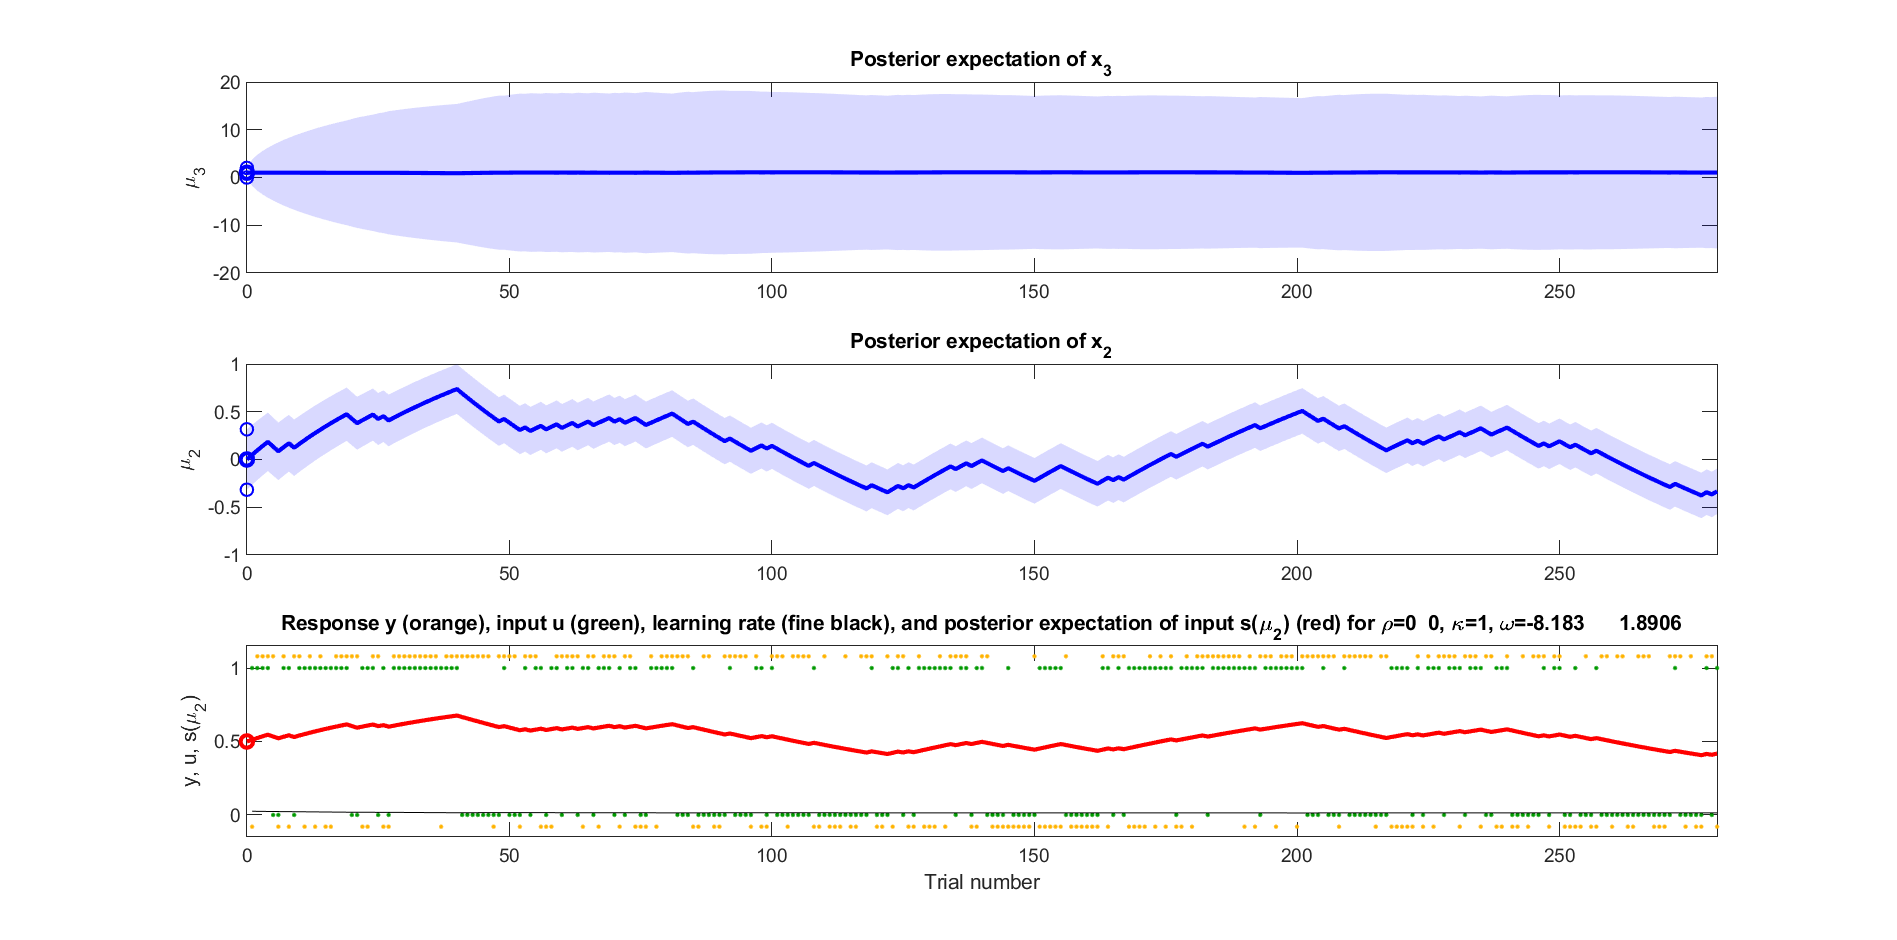 Posterior expectation of x3
20
10
0
-10
-20
μ3
0 50 100 150 200 250
Posterior expectation of x2
1
0.5
0
-0.5
-1
μ2
0 50 100 150 200 250
Response y (orange), input u (green), learning rate (fine black), and posterior expectation of input s(μ2) (red) for ρ=0 0, κ=1, ω=-8.183 1.8906
1
0.5
0
y, u, s(μ2)
0 50 100 150 200 250
Trial number